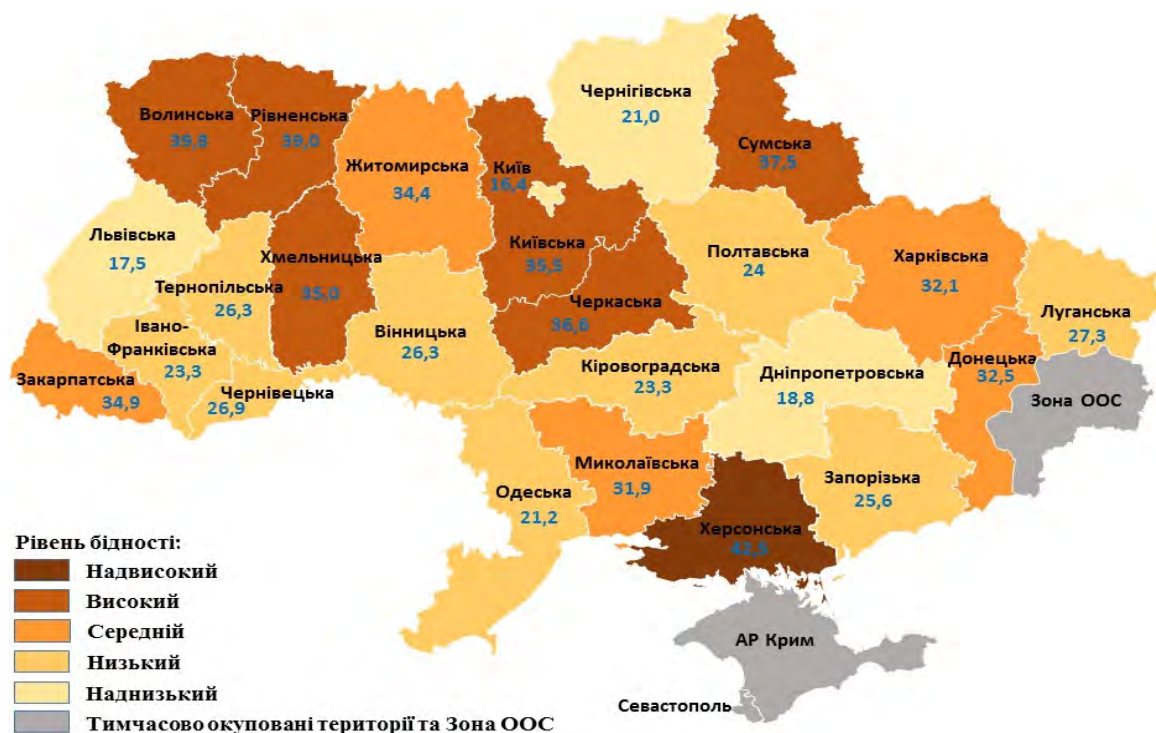 Чернігівська
21,0
Волинська
39,8
Рівненська
39,0
Сумська
37,5
Житомирська
34,4
Київ
16,4
Львівська
17,5
Хмельницька
35,0
Київська
35,5
Полтавська
24
Харківська
32,1
Тернопільська
26,3
Черкаська
36,6
Луганська
27,3
Івано-
Франківська
23,3
Вінницька
26,3
Кіровоградська
23,3
Дніпропетровська
18,8
Донецька
32,5
Закарпатська
34,9
Чернівецька
26,9
Зона ООС
Миколаївська
31,9
Запорізька
25,6
Одеська
21,2
Херсонська
42,5
Рівень бідності:
Надвисокий
Високий
Середній
Низький
Наднизький
Тимчасово окуповані території та Зона ООС
АР Крим
Севастополь